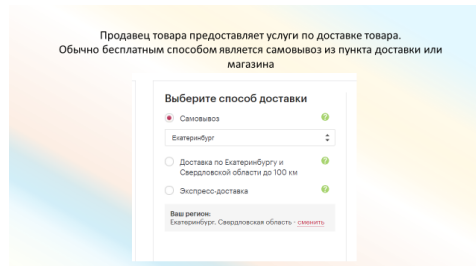 Продавец товара предоставляет услуги по доставке товара.
Обычно бесплатным способом является самовывоз из пункта доставки или
магазина
Выберите способ доставки
Самовывоз
?
Екатеринбург
Доставка по Екатеринбургу и
Свердловской области до 100 км
?
Экспресс-доставка
?
Ваш регион:
Екатеринбург, Свердловская область - сменить